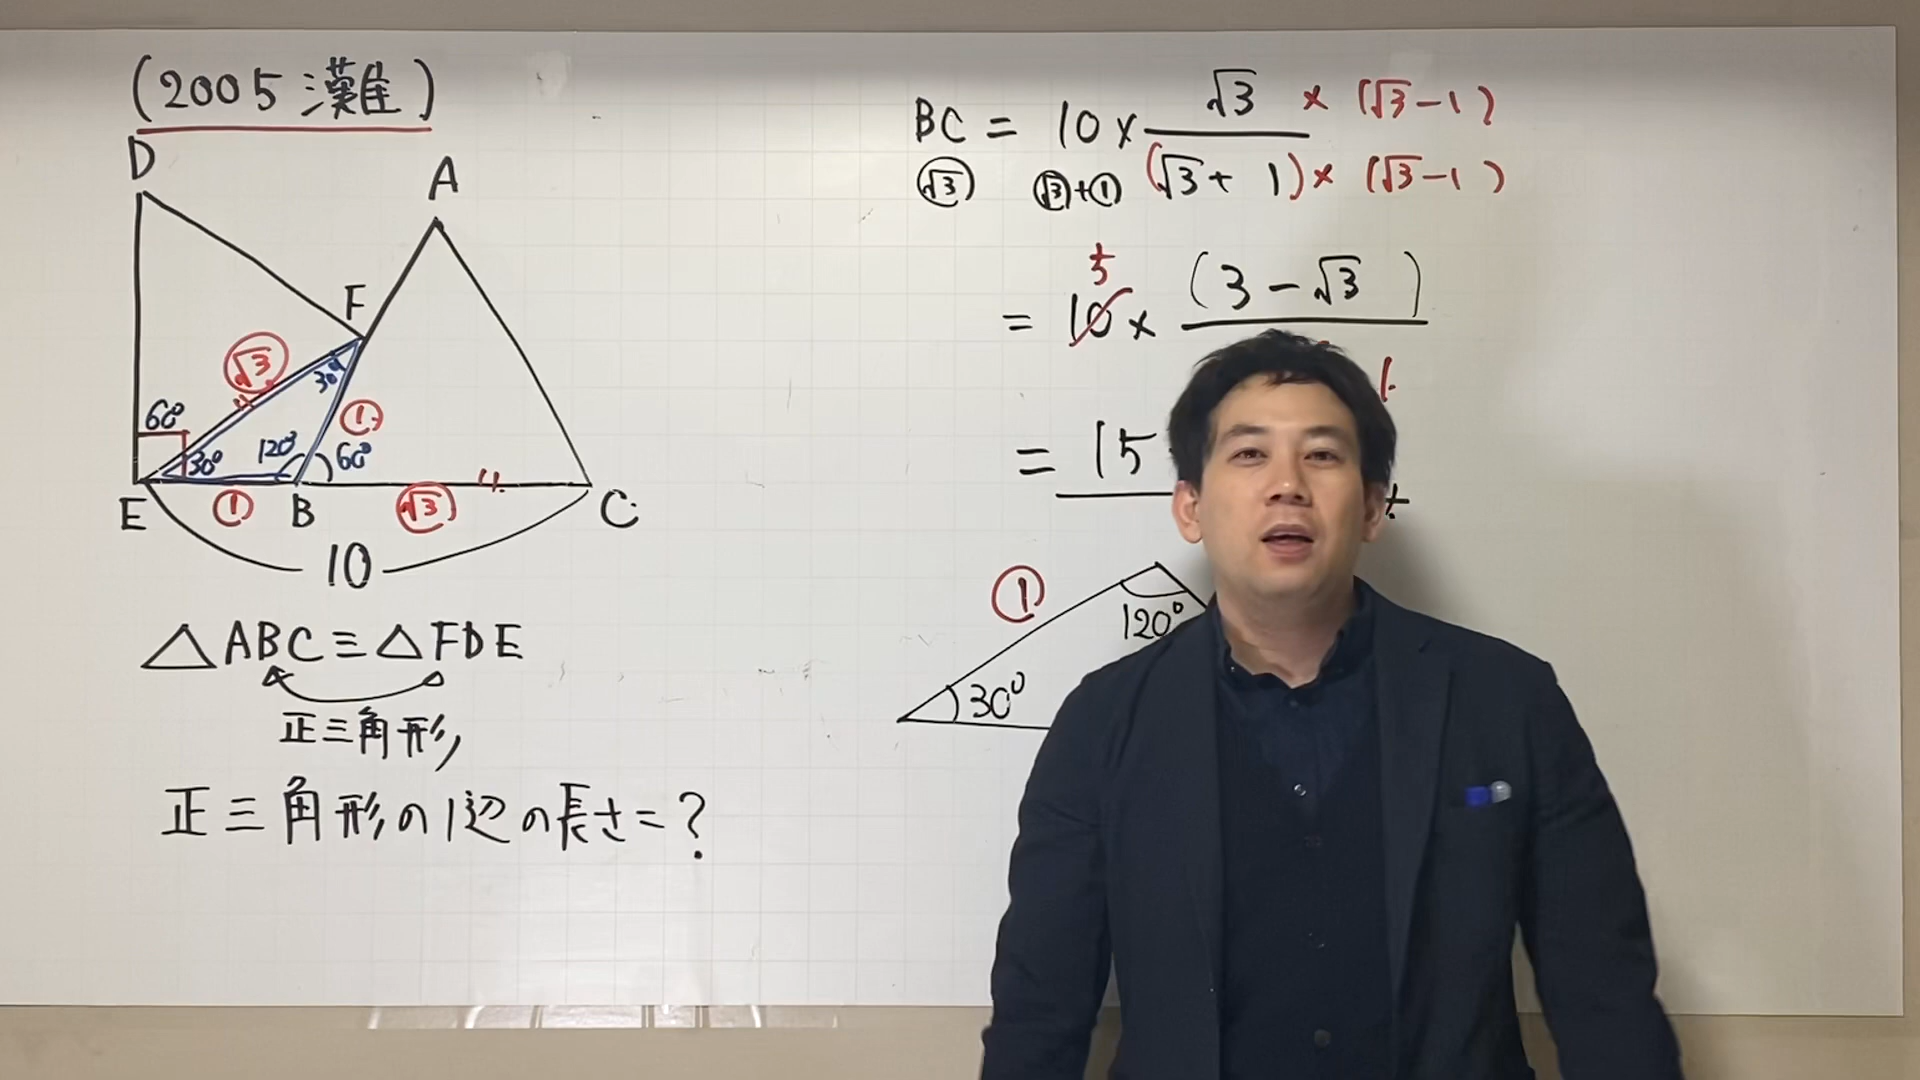 (2005 灘)
D
A
F
√3
30°
1
60°
30°
120°
60°
E
1
B
√3
C
10
△ABC≡△FDE
正三角形
正三角形の1辺の長さ=?
BC = 10× √3 ×(√3-1)
√3 √3+1 (√3+1)×(√3-1)
5
= 10× (3-√3)
1
= 15
1
120°
30°